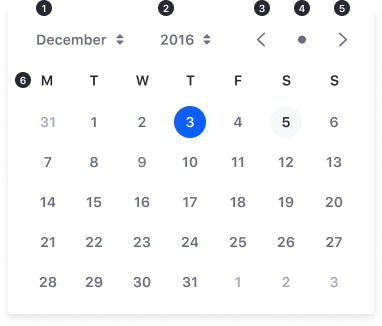 1 2 3 4 5
December 2016
6 M T W T F S S
31 1 2 3 4 5 6
7 8 9 10 11 12 13
14 15 16 17 18 19 20
21 22 23 24 25 26 27
28 29 30 31 1 2 3